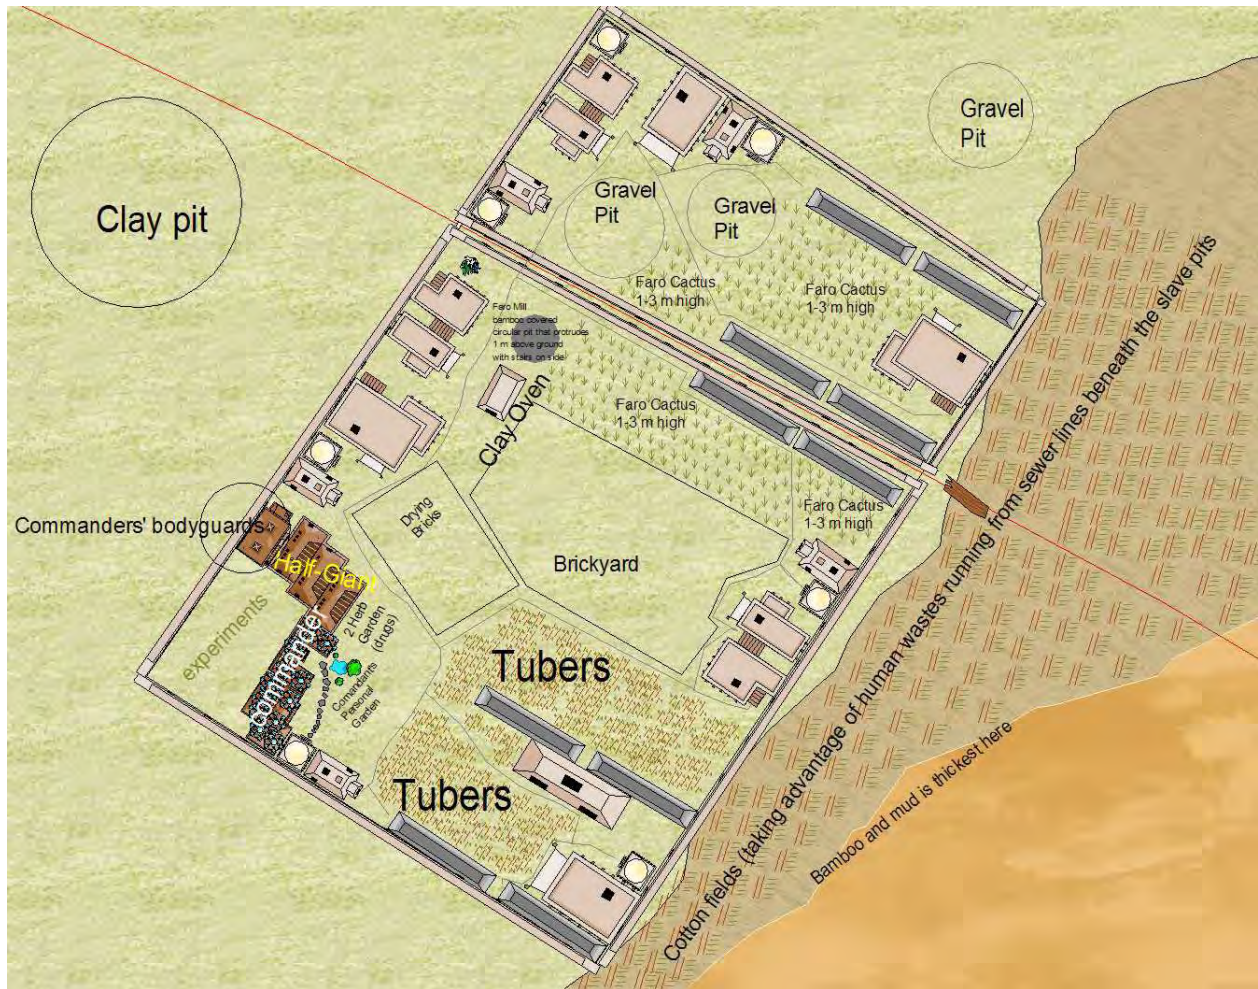 Gravel
Pit
Clay pit
Gravel
Pit
Gravel
Pit
Faro Cactus
1-3 m high
Faro Cactus
1-3 m high
Faro Mill
bamboo covered
circular pit that protrudes
1 m above ground
with stairs on side
Clay Oven
Faro Cactus
1-3 m high
Drying
Bricks
Faro Cactus
1-3 m high
Commanders' bodyguards
Half-Giant
Brickyard
experiments
commander
2 Herb
Garden
(drugs)
Comandant's
Personal
Garden
Tubers
Tubers
Cotton fields (taking advantage of human wastes running from sewer lines beneath the slave pits
Bamboo and mud is thickest here